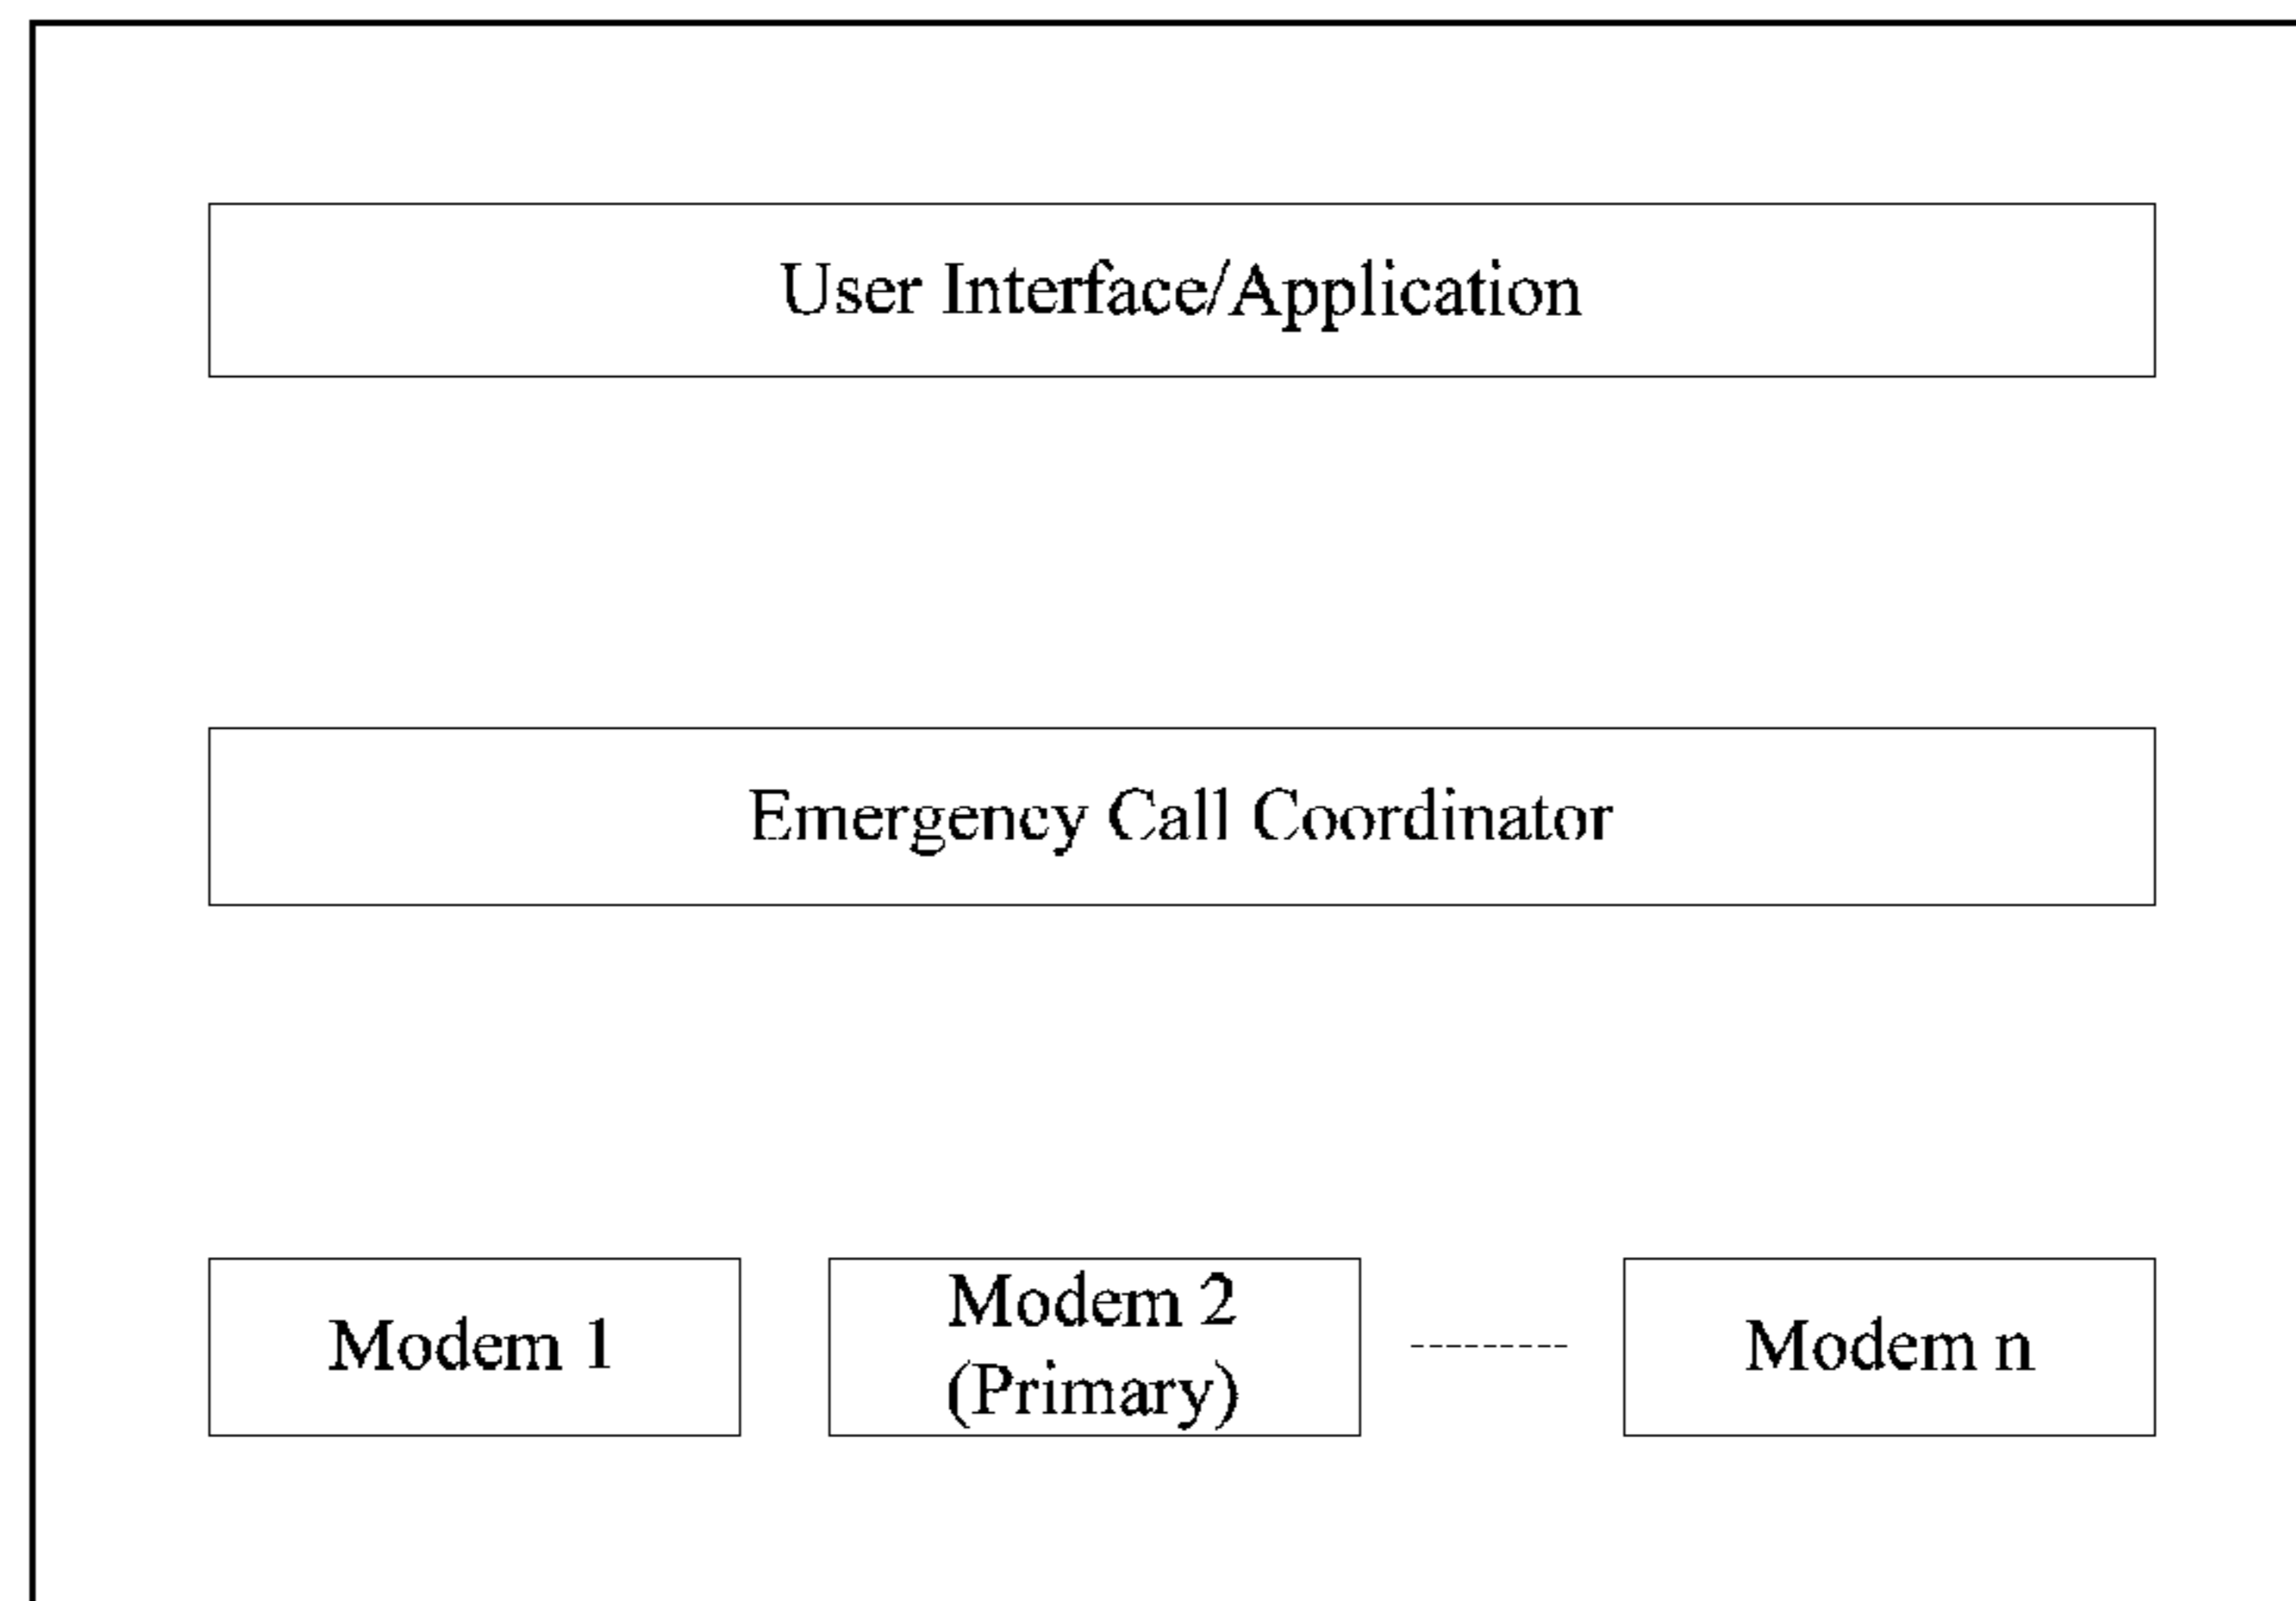 User Interface/Application
Emergency Call Coordinator
Modem 1
Modem 2
(Primary)
Modem n